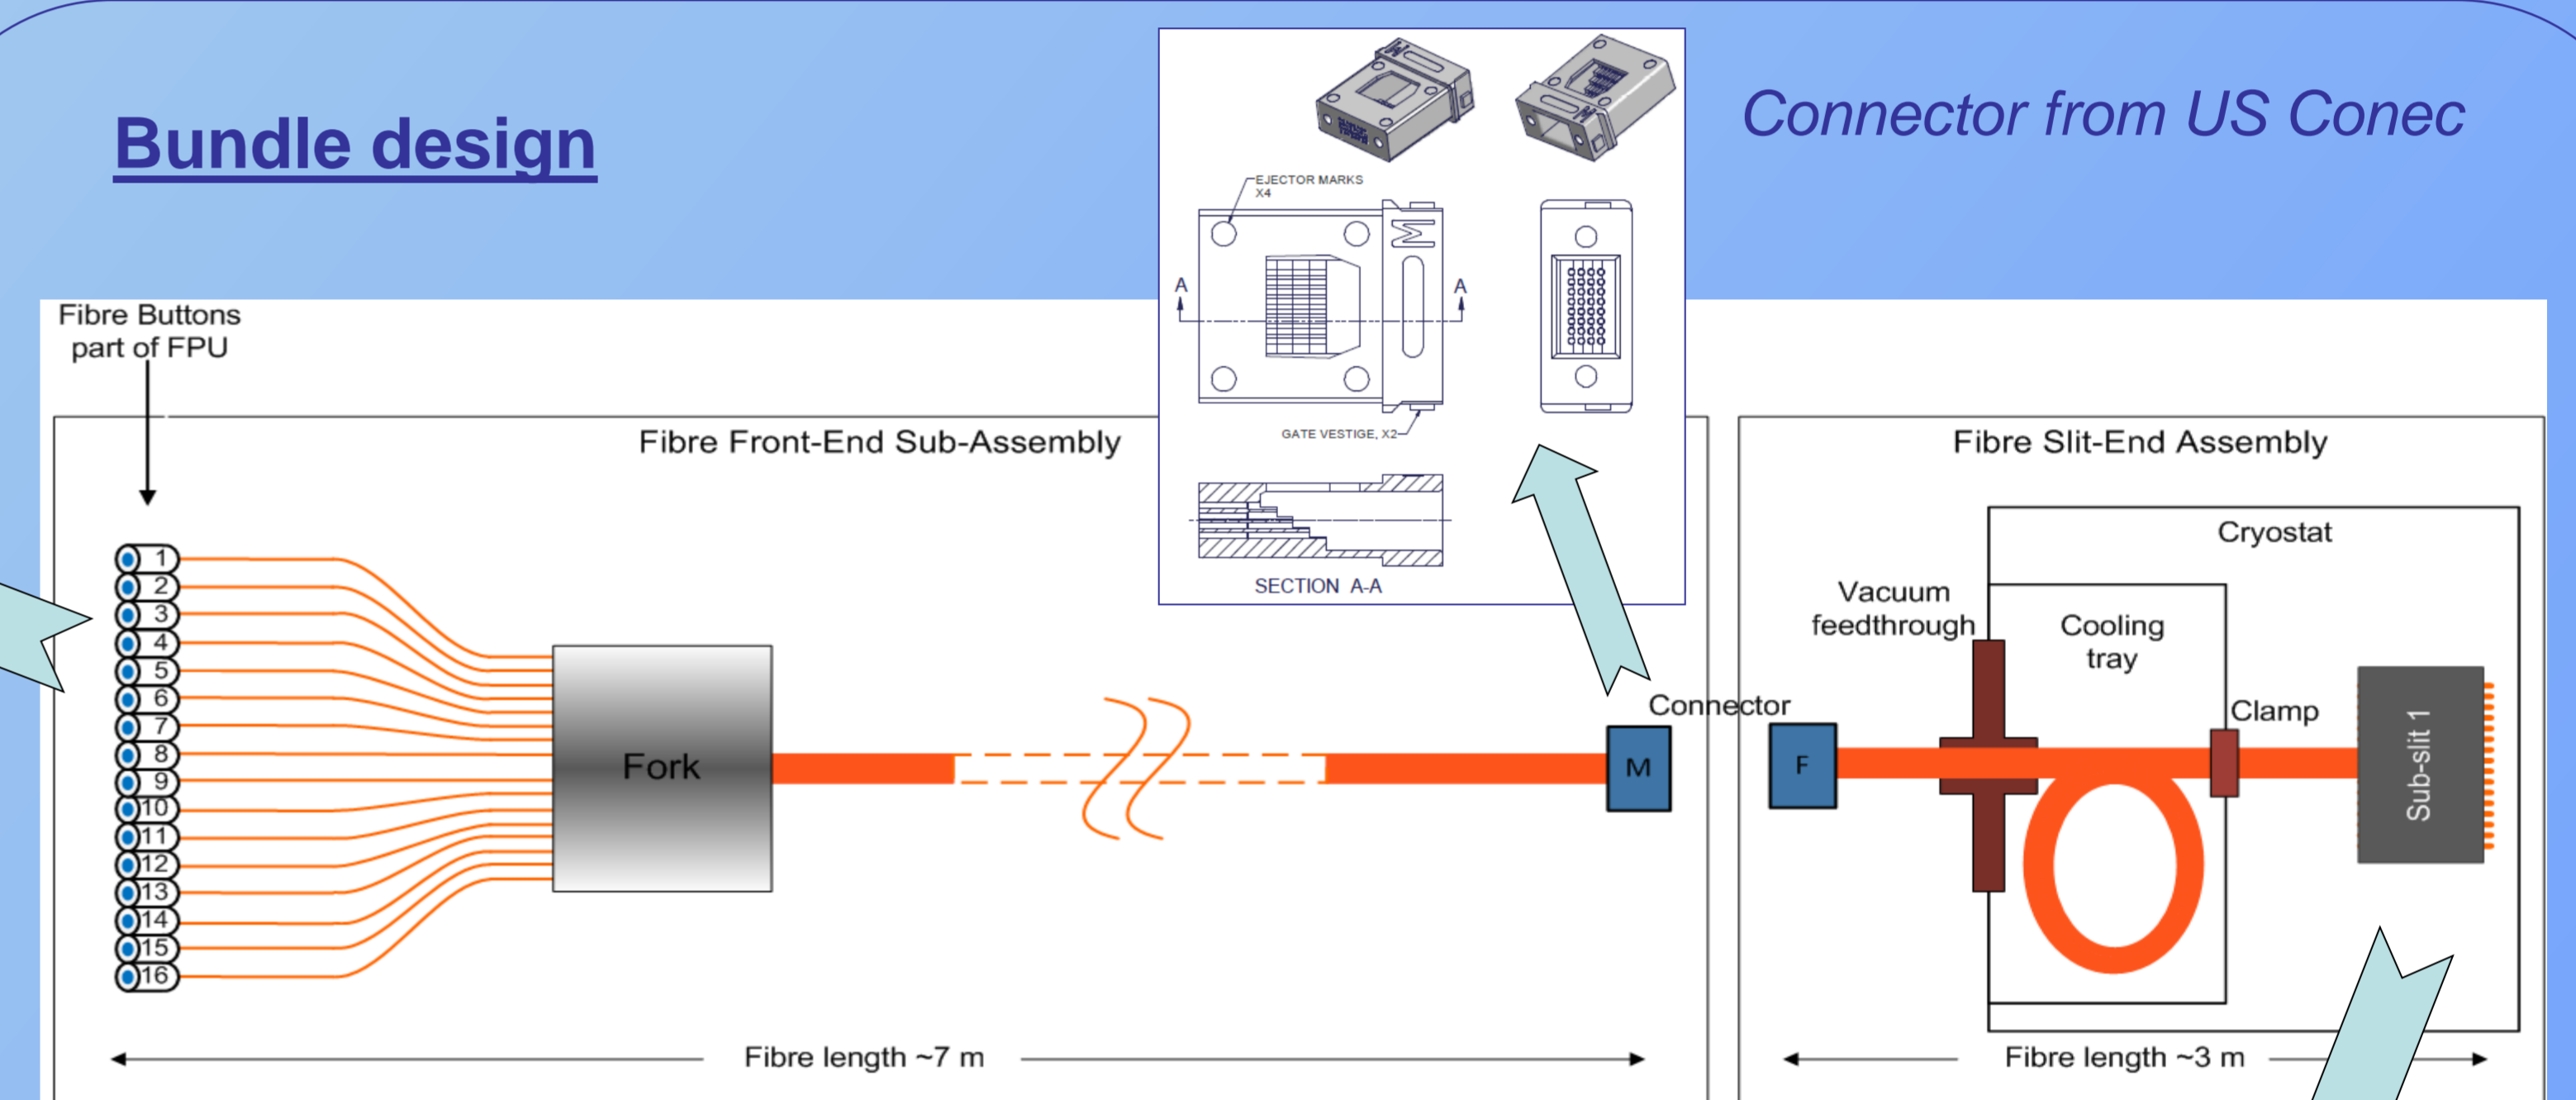 Bundle design
Connector from US Conec
EJECTOR MARKS
X4
M
A
A
GATE VESTIGE, X2
SECTION A-A
Fibre Buttons
part of FPU
Fibre Front-End Sub-Assembly
1
2
3
4
5
6
7
8
9
10
11
12
13
14
15
16
Fork
M
Connector
Fibre length ~7 m
Fibre Slit-End Assembly
Cryostat
Vacuum
feedthrough
Cooling
tray
Clamp
F
Sub-slit 1
Fibre length ~3 m